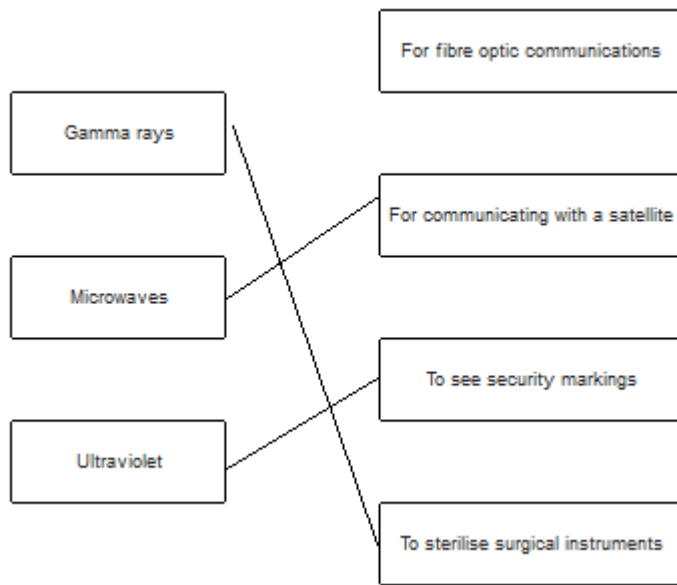 For fibre optic communications
Gamma rays
For communicating with a satellite
Microwaves
To see security markings
Ultraviolet
To sterilise surgical instruments